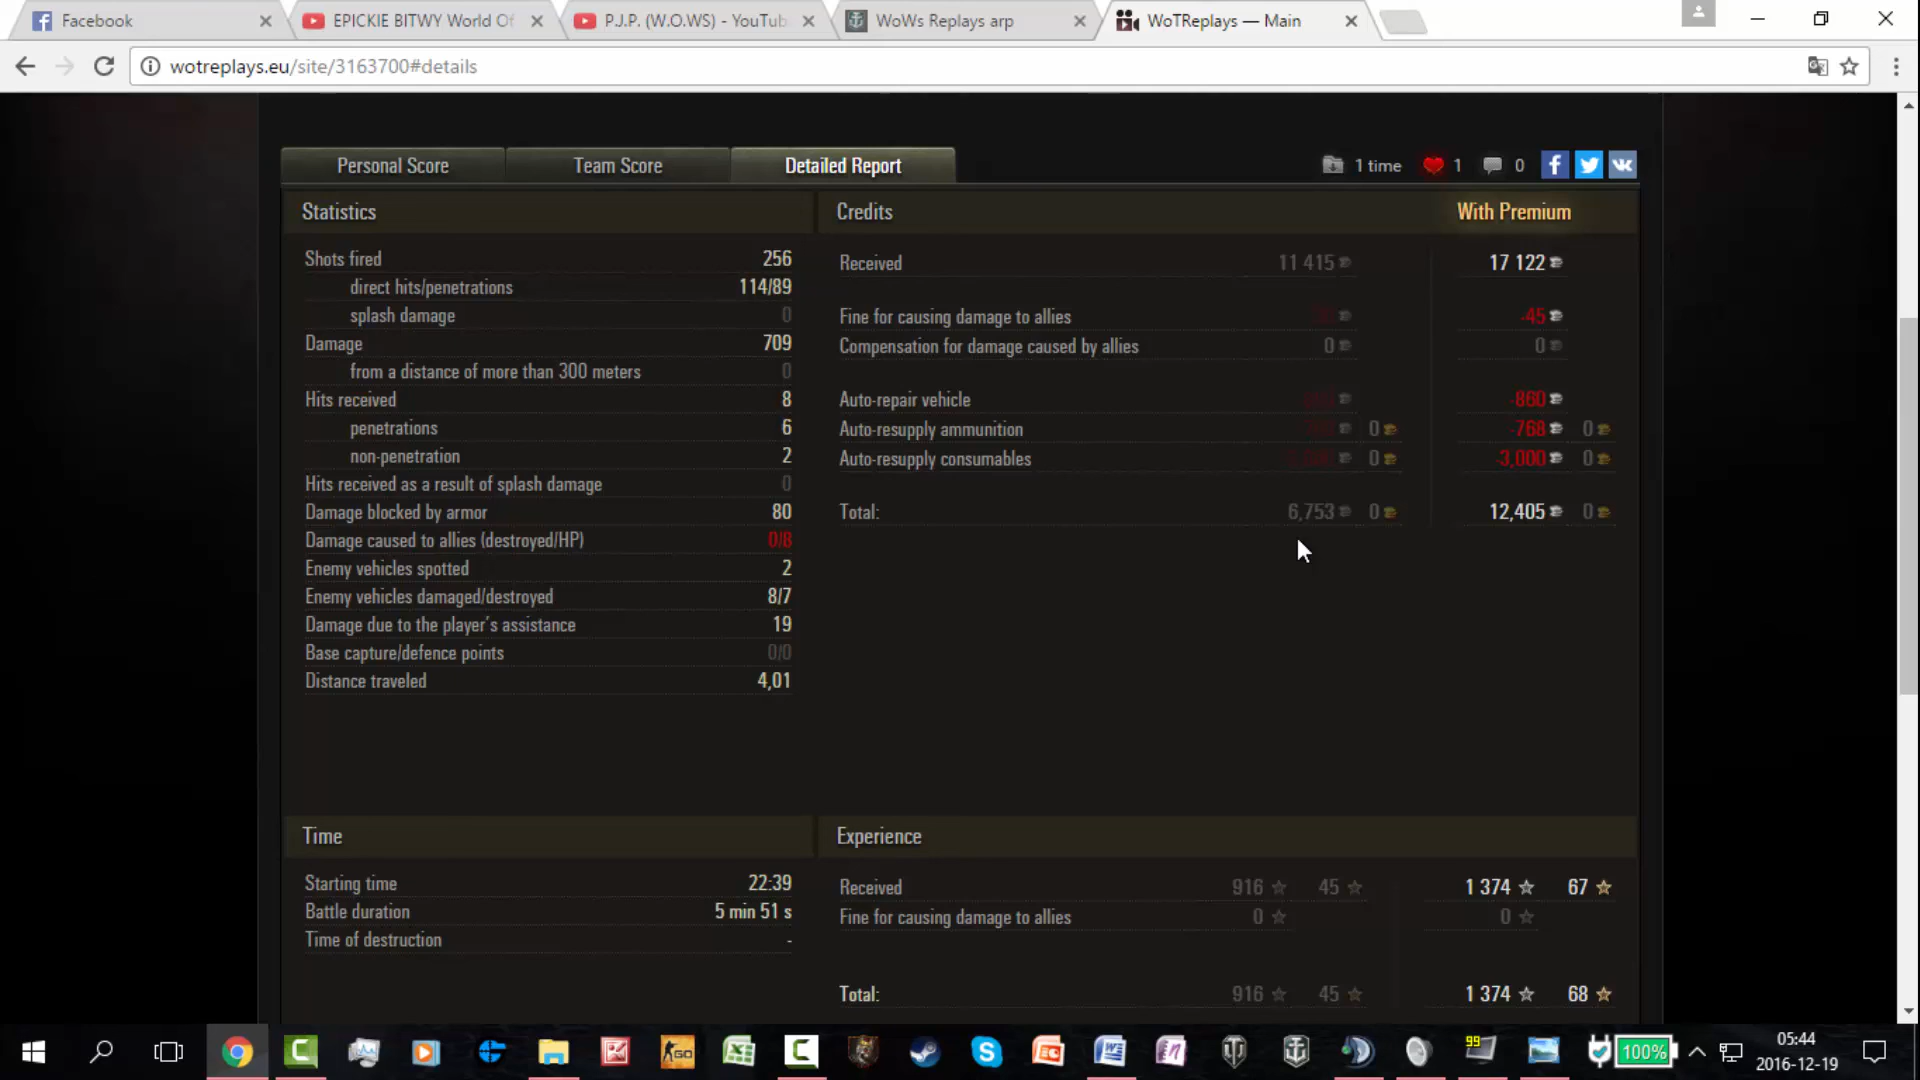 Facebook
EPICKIE BITWY World Of
P.J.P. (W.O.WS) - YouTub
WoWs Replays arp
WoTReplays — Main
wotreplays.eu/site/3163700#details
Personal Score
Team Score
Detailed Report
1 time
1
0
Statistics
Shots fired 256
direct hits/penetrations 114/89
splash damage 0
Damage 709
from a distance of more than 300 meters 0
Hits received 8
penetrations 6
non-penetration 2
Hits received as a result of splash damage 0
Damage blocked by armor 80
Damage caused to allies (destroyed/HP) 0/8
Enemy vehicles spotted 2
Enemy vehicles damaged/destroyed 8/7
Damage due to the player's assistance 19
Base capture/defence points 0/0
Distance traveled 4,01
Credits With Premium
Received 11 415 17 122
Fine for causing damage to allies -45
Compensation for damage caused by allies 0 0
Auto-repair vehicle -860
Auto-resupply ammunition 0 -768 0
Auto-resupply consumables 0 -3,000 0
Total: 6,753 0 12,405 0
Time
Starting time 22:39
Battle duration 5 min 51 s
Time of destruction -
Experience
Received 916 45 1 374 67
Fine for causing damage to allies 0 0
Total: 916 45 1 374 68
GO
99
100%
05:44
2016-12-19